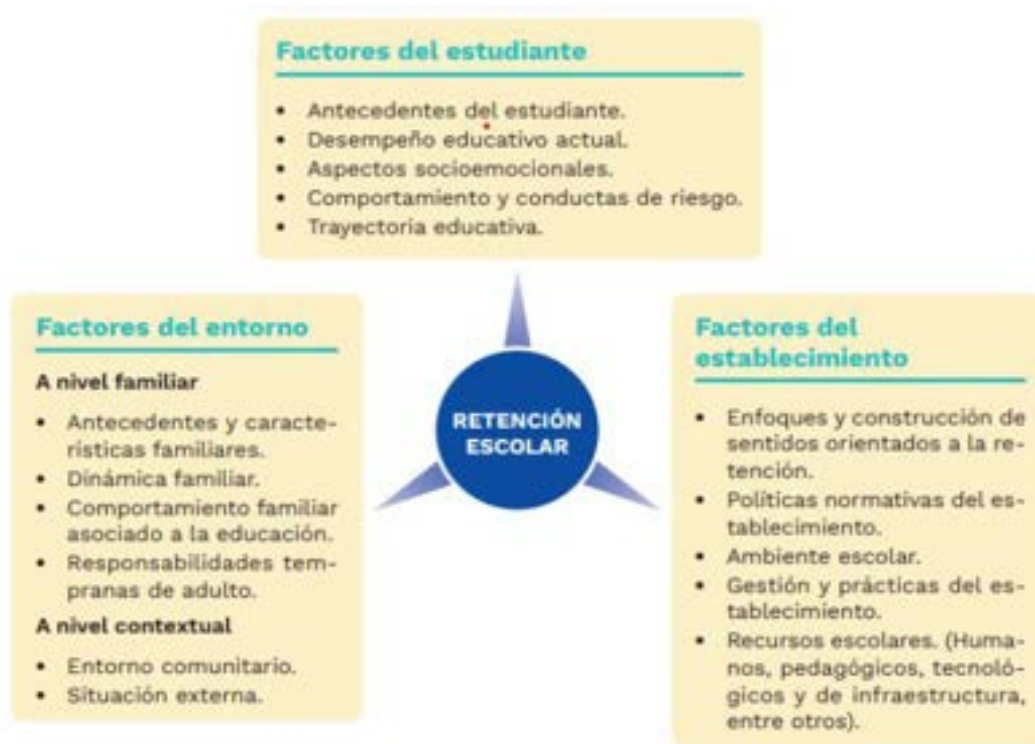 Factores del estudiante
• Antecedentes del estudiante.
• Desempeño educativo actual.
• Aspectos socioemocionales.
• Comportamiento y conductas de riesgo.
• Trayectoria educativa.
Factores del entorno
A nivel familiar
• Antecedentes y caracte-
rísticas familiares.
• Dinámica familiar.
• Comportamiento familiar
asociado a la educación.
• Responsabilidades tem-
pranas de adulto.
A nivel contextual
• Entorno comunitario.
• Situación externa.
RETENCIÓN
ESCOLAR
Factores del
establecimiento
• Enfoques y construcción de
sentidos orientados a la re-
tención.
• Políticas normativas del es-
tablecimiento.
• Ambiente escolar.
• Gestión y prácticas del es-
tablecimiento.
• Recursos escolares. (Huma-
nos, pedagógicos, tecnoló-
gicos y de infraestructura,
entre otros).